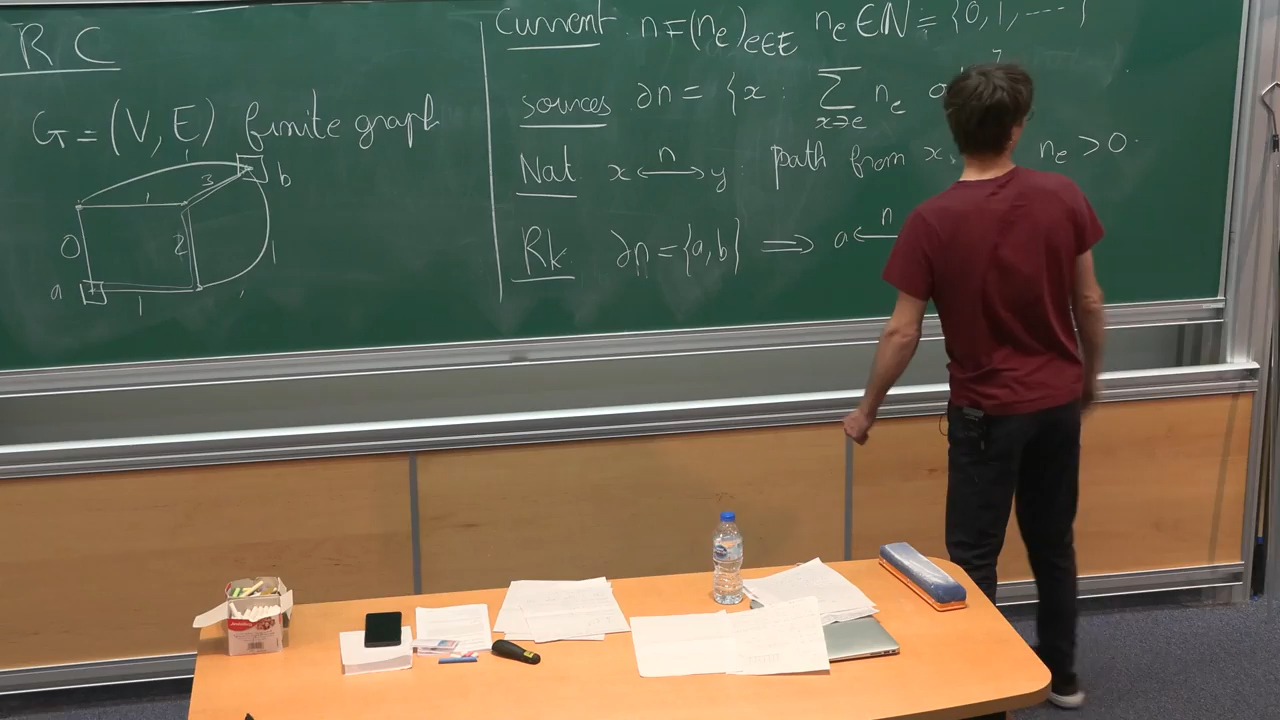 RC
G = (V, E) finite graph
1
1
3
b
0
2
a
1
1
Current . n = (n_e)_{e∈E} n_e ∈ ℕ = {0, 1, ---- }
sources ∂n = {x : Σ_{x∋e} n_e
Nat. x ⟷^n y : path from x, n_e > 0.
Rk ∂n = {a, b} ⟹ a ⟵^n